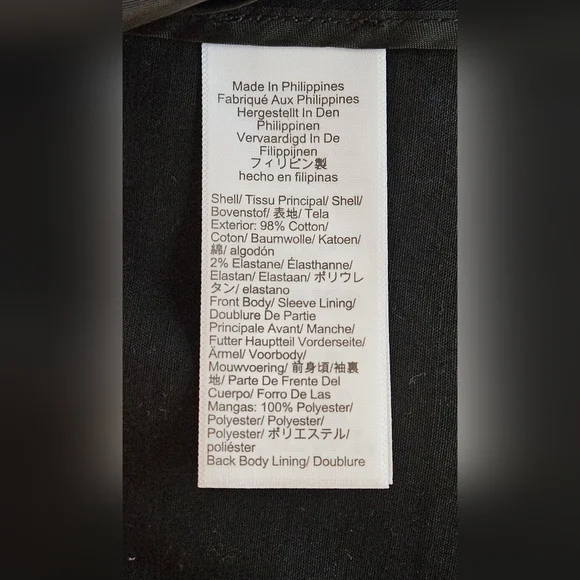 Made In Philippines
Fabriqué Aux Philippines
Hergestellt In Den
Philippinen
Vervaardigd In De
Filippijnen
フィリピン製
hecho en filipinas
Shell/ Tissu Principal/ Shell/
Bovenstof/ 表地/ Tela
Exterior: 98% Cotton/
Coton/ Baumwolle/ Katoen/
綿/ algodón
2% Elastane/ Élasthanne/
Elastan/ Elastaan/ ポリウレ
タン/ elastano
Front Body/ Sleeve Lining/
Doublure De Partie
Principale Avant/ Manche/
Futter Hauptteil Vorderseite/
Ärmel/ Voorbody/
Mouwvoering/ 前身頃/袖裏
地/ Parte De Frente Del
Cuerpo/ Forro De Las
Mangas: 100% Polyester/
Polyester/ Polyester/
Polyester/ ポリエステル/
poliéster
Back Body Lining/ Doublure